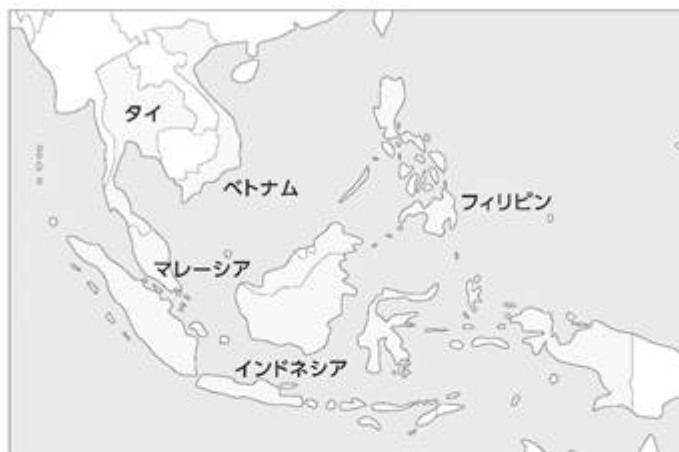 タイ
ベトナム
フィリピン
マレーシア
インドネシア